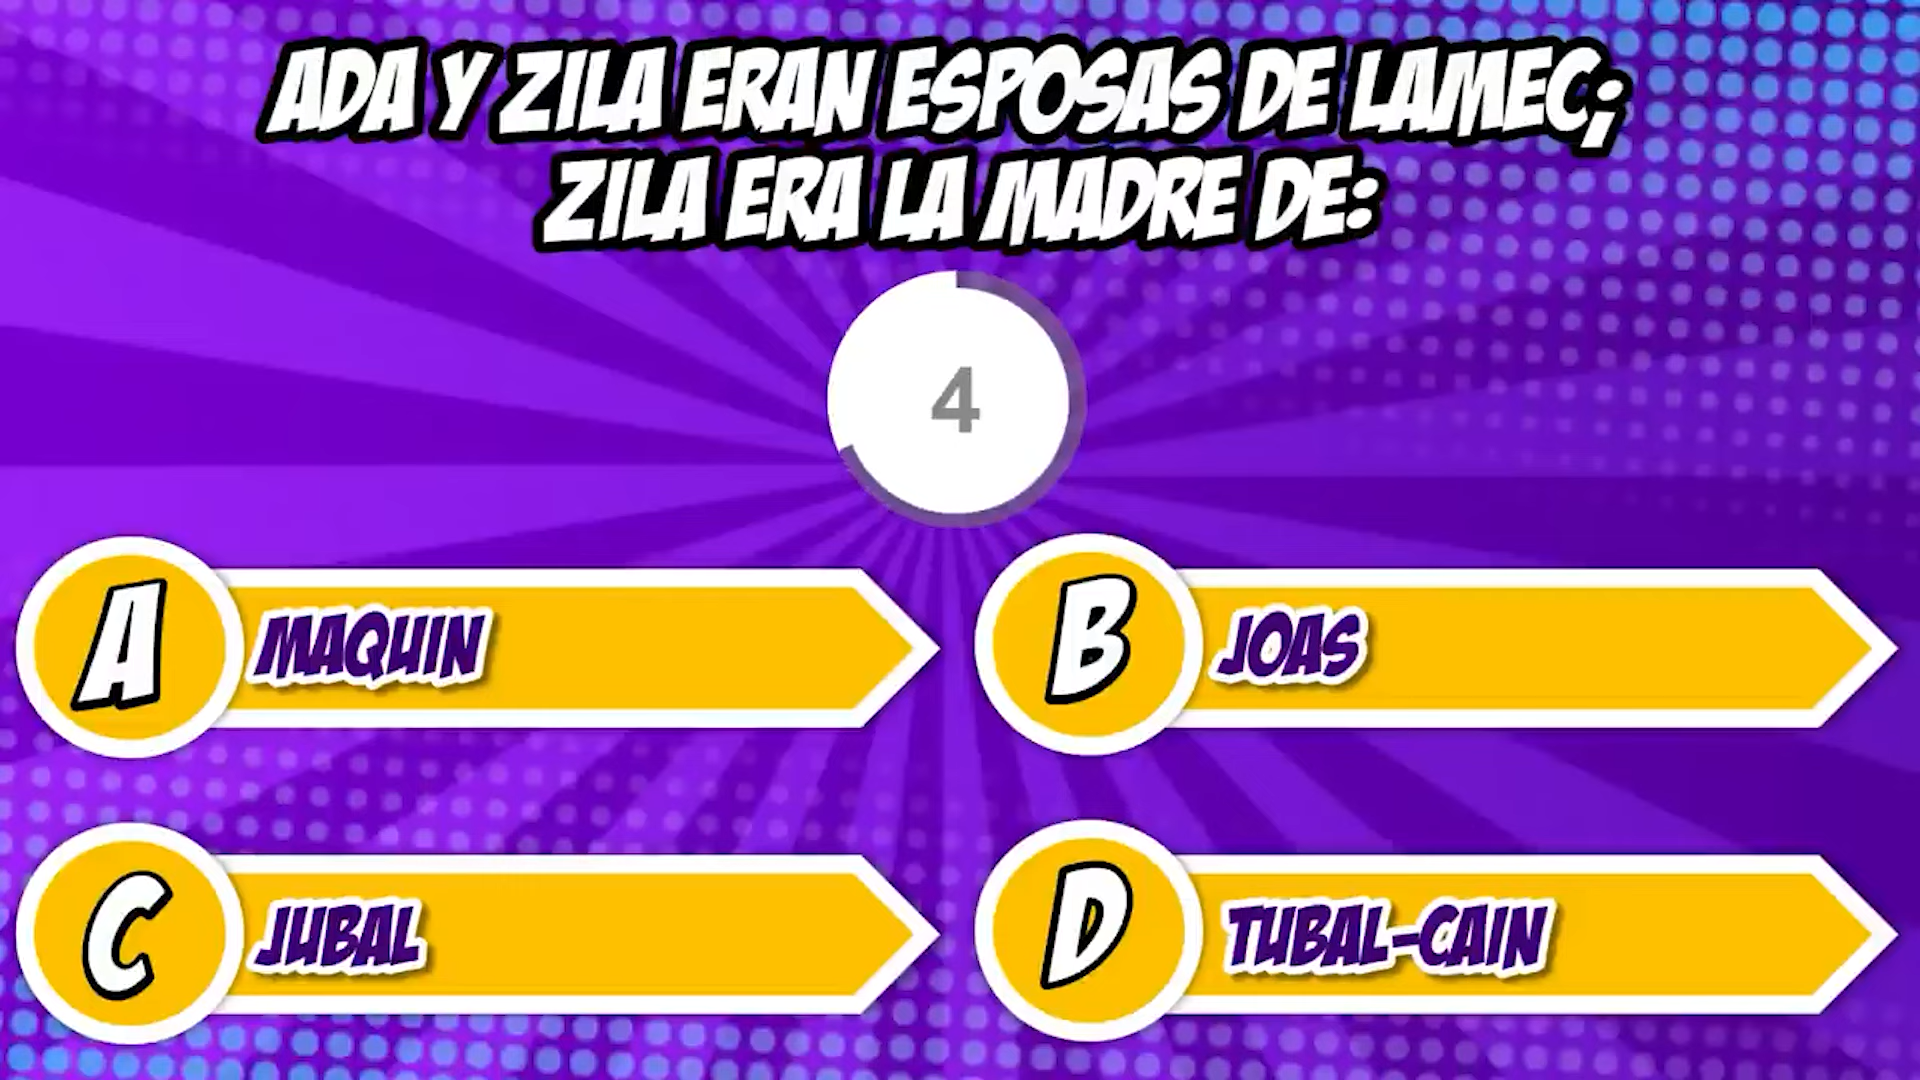 ADA Y ZILA ERAN ESPOSAS DE LAMEC;
ZILA ERA LA MADRE DE:
4
A MAQUIN
B JOAS
C JUBAL
D TUBAL-CAIN